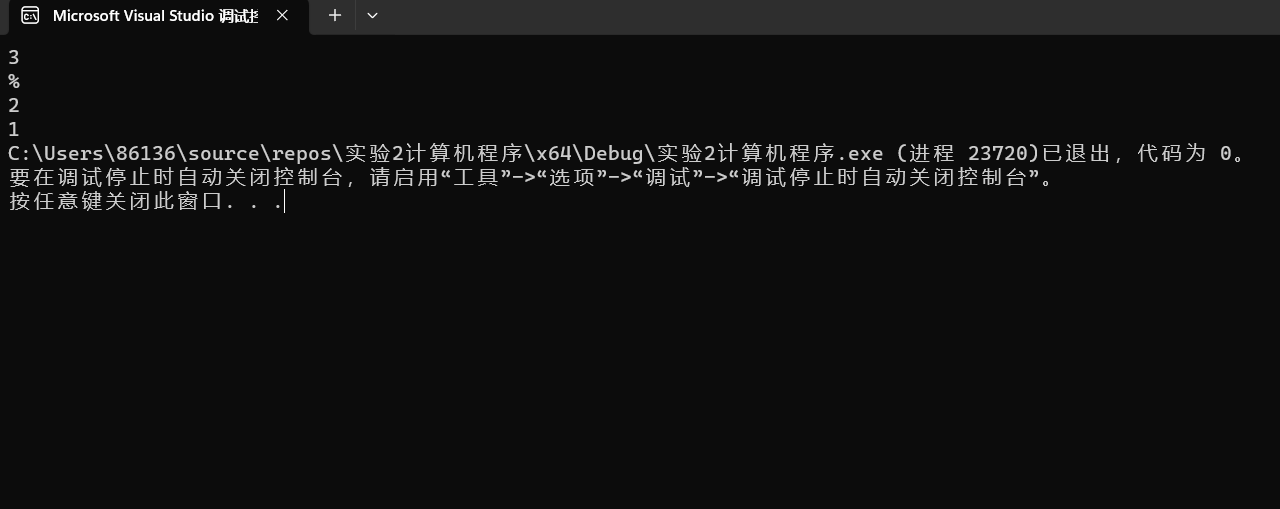 Microsoft Visual Studio 调试
3
%
2
1
C:\Users\86136\source\repos\实验2计算机程序\x64\Debug\实验2计算机程序.exe (进程 23720)已退出，代码为 0。
要在调试停止时自动关闭控制台，请启用“工具”->“选项”->“调试”->“调试停止时自动关闭控制台”。
按任意键关闭此窗口. . .